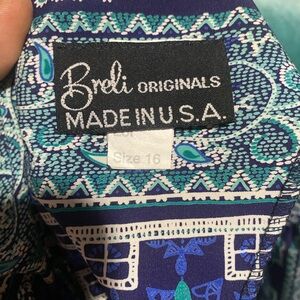 Breli ORIGINALS
MADE IN U.S.A.
Size 16